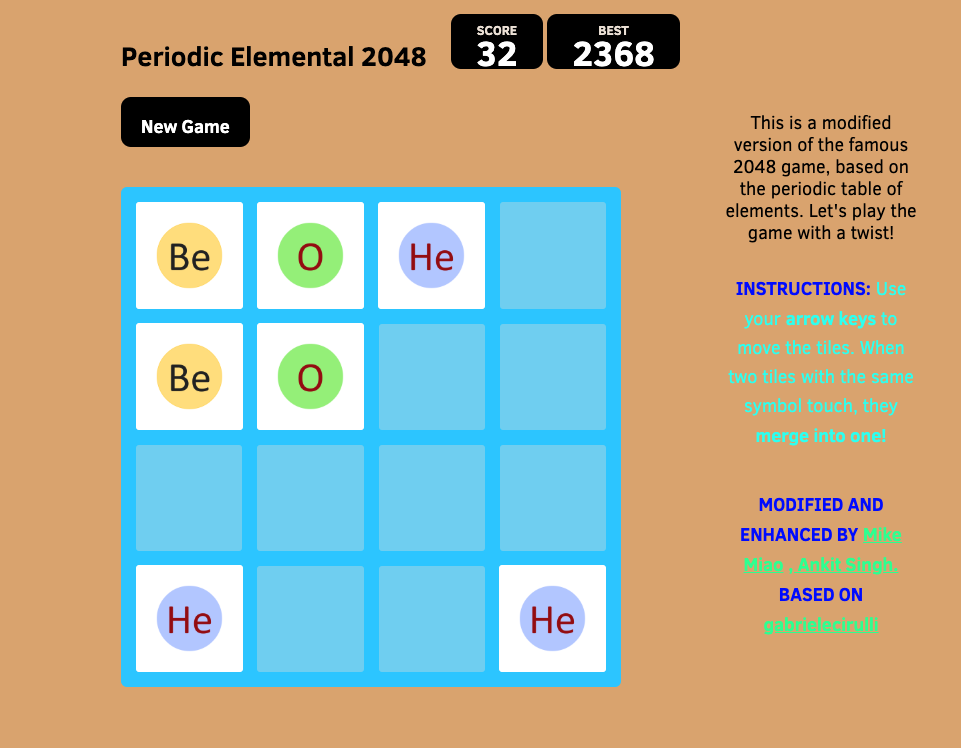 Periodic Elemental 2048
SCORE
32
BEST
2368
New Game
This is a modified
version of the famous
2048 game, based on
the periodic table of
elements. Let's play the
game with a twist!
INSTRUCTIONS: Use
your arrow keys to
move the tiles. When
two tiles with the same
symbol touch, they
merge into one!
MODIFIED AND
ENHANCED BY Mike
Miao , Ankit Singh.
BASED ON
gabrielecirulli
Be O He
Be O
He He